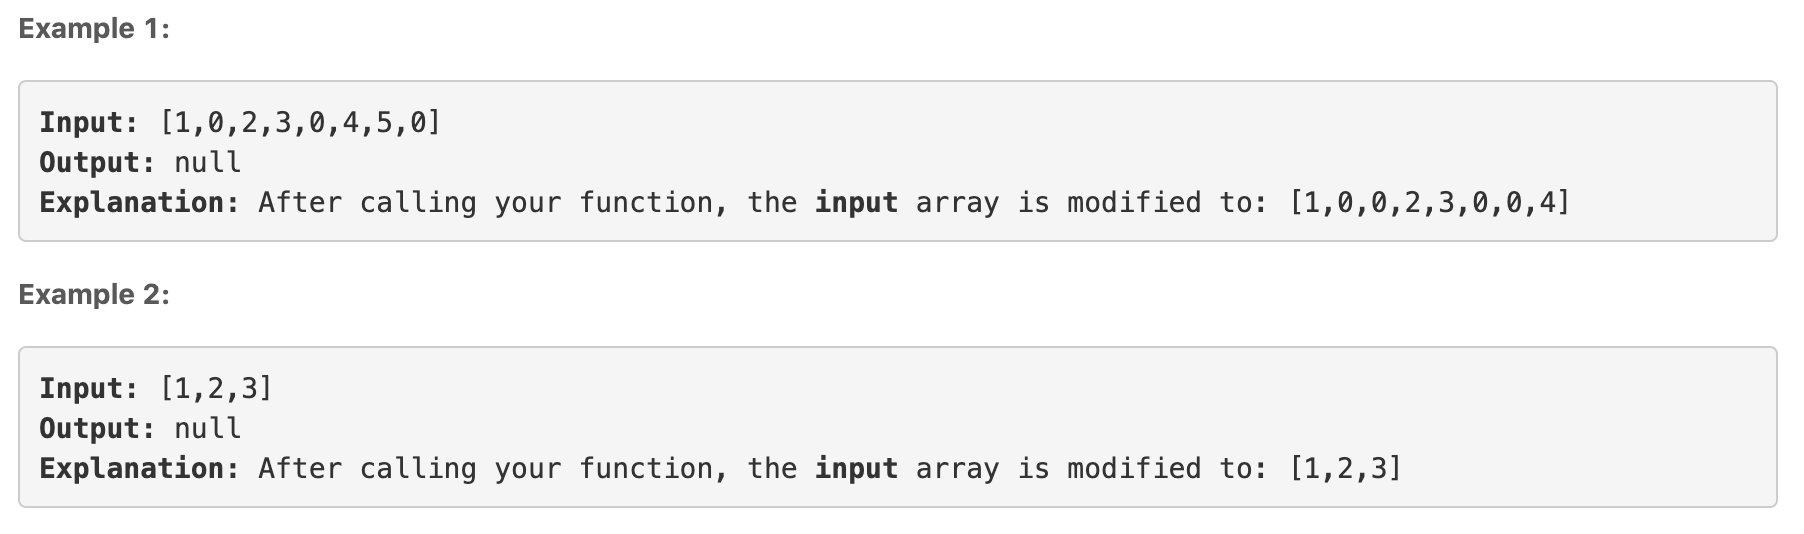 Example 1:
Input: [1,0,2,3,0,4,5,0]
Output: null
Explanation: After calling your function, the input array is modified to: [1,0,0,2,3,0,0,4]
Example 2:
Input: [1,2,3]
Output: null
Explanation: After calling your function, the input array is modified to: [1,2,3]